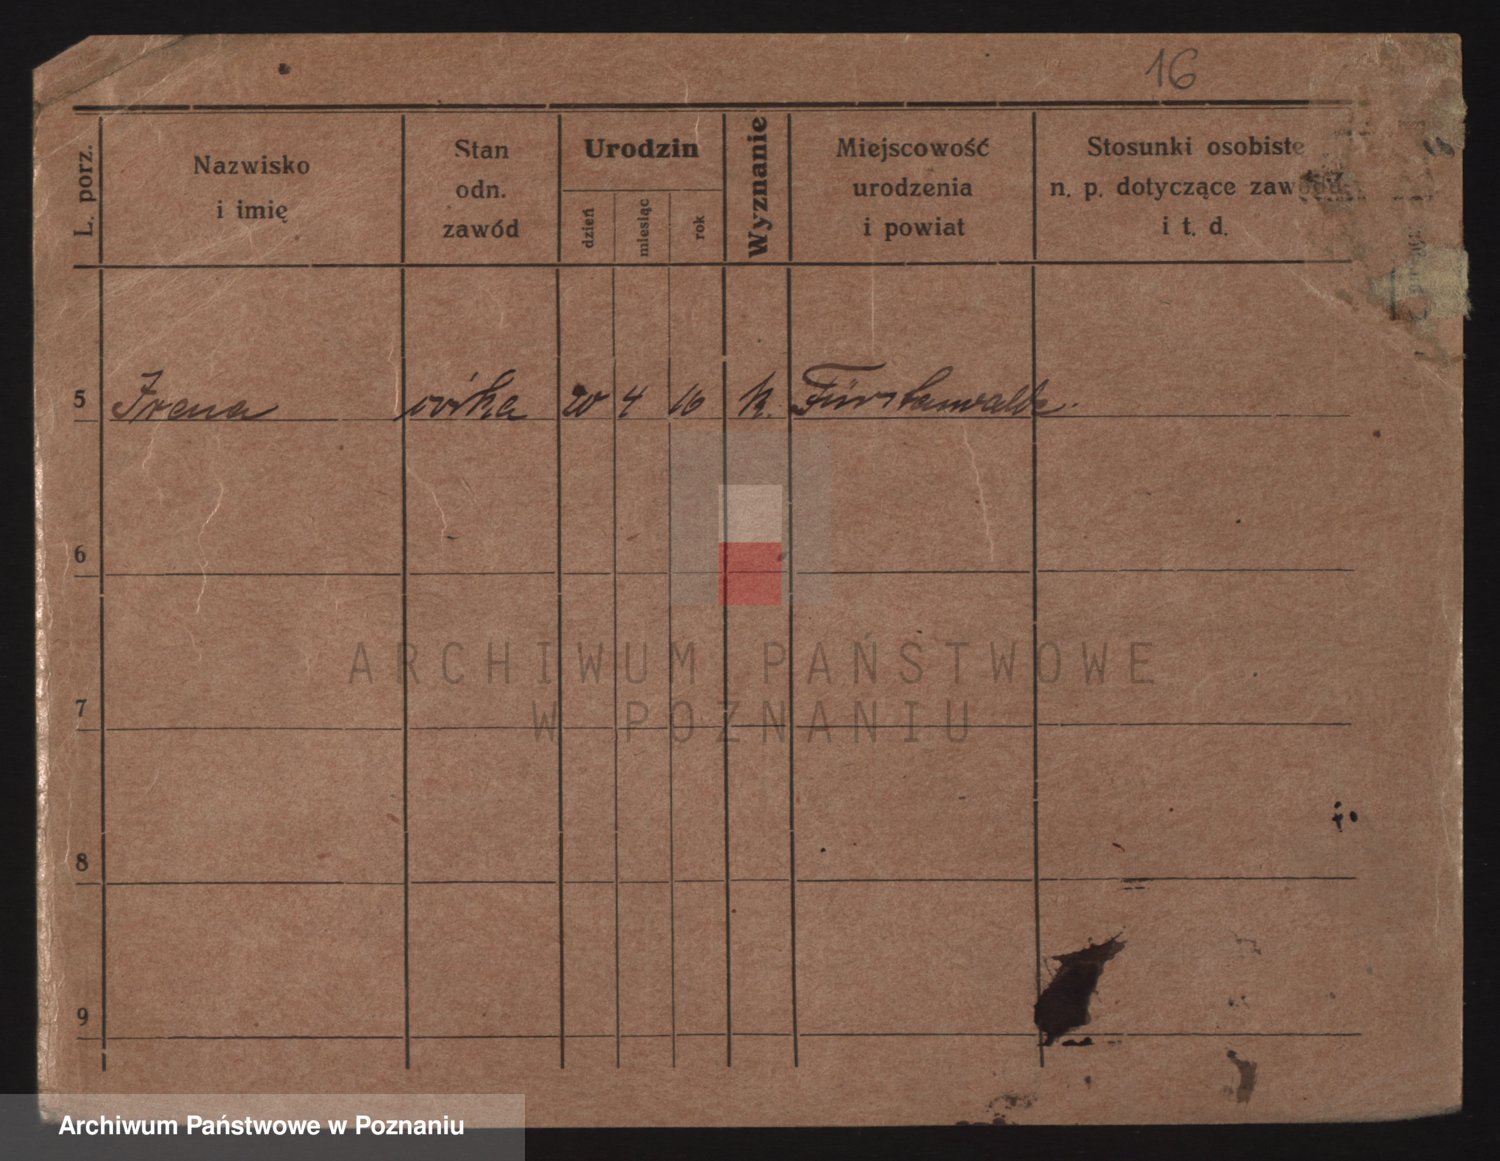 16
L. porz.
Nazwisko
i imię
Stan
odn.
zawód
Urodzin
dzień
miesiąc
rok
Wyznanie
Miejscowość
urodzenia
i powiat
Stosunki osobiste
n. p. dotyczące
i t. d.
5 Irena córka 20 4 16 k. Fürstenwalde.
6
7
8
9
ARCHIWUM PAŃSTWOWE
W POZNANIU
Archiwum Państwowe w Poznaniu